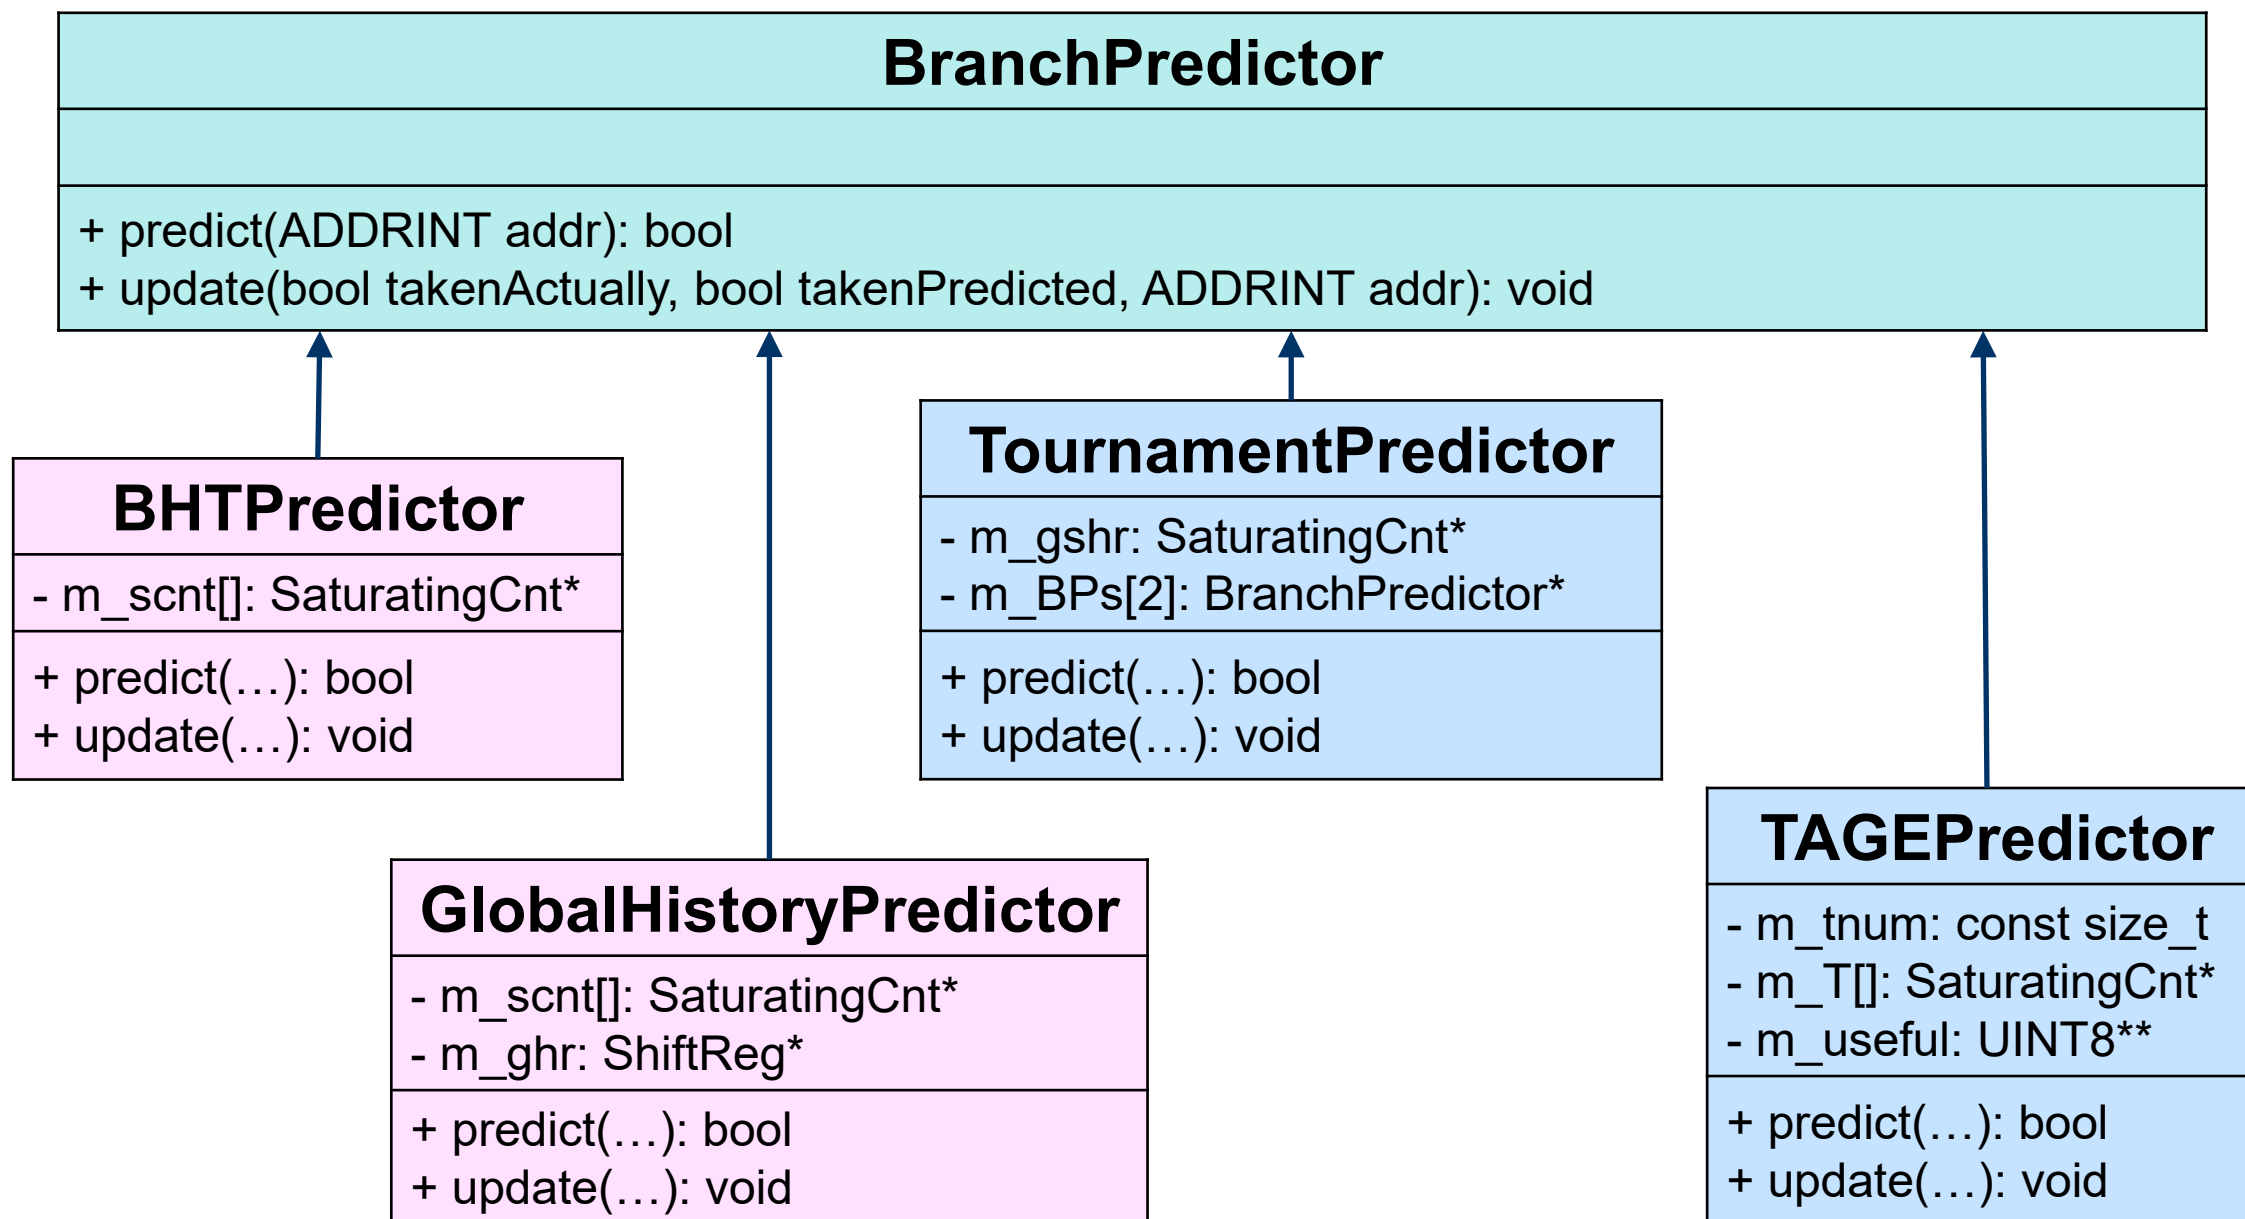 BranchPredictor
+ predict(ADDRINT addr): bool
+ update(bool takenActually, bool takenPredicted, ADDRINT addr): void
BHTPredictor
- m_scnt[]: SaturatingCnt*
+ predict(…): bool
+ update(…): void
TournamentPredictor
- m_gshr: SaturatingCnt*
- m_BPs[2]: BranchPredictor*
+ predict(…): bool
+ update(…): void
GlobalHistoryPredictor
- m_scnt[]: SaturatingCnt*
- m_ghr: ShiftReg*
+ predict(…): bool
+ update(…): void
TAGEPredictor
- m_tnum: const size_t
- m_T[]: SaturatingCnt*
- m_useful: UINT8**
+ predict(…): bool
+ update(…): void